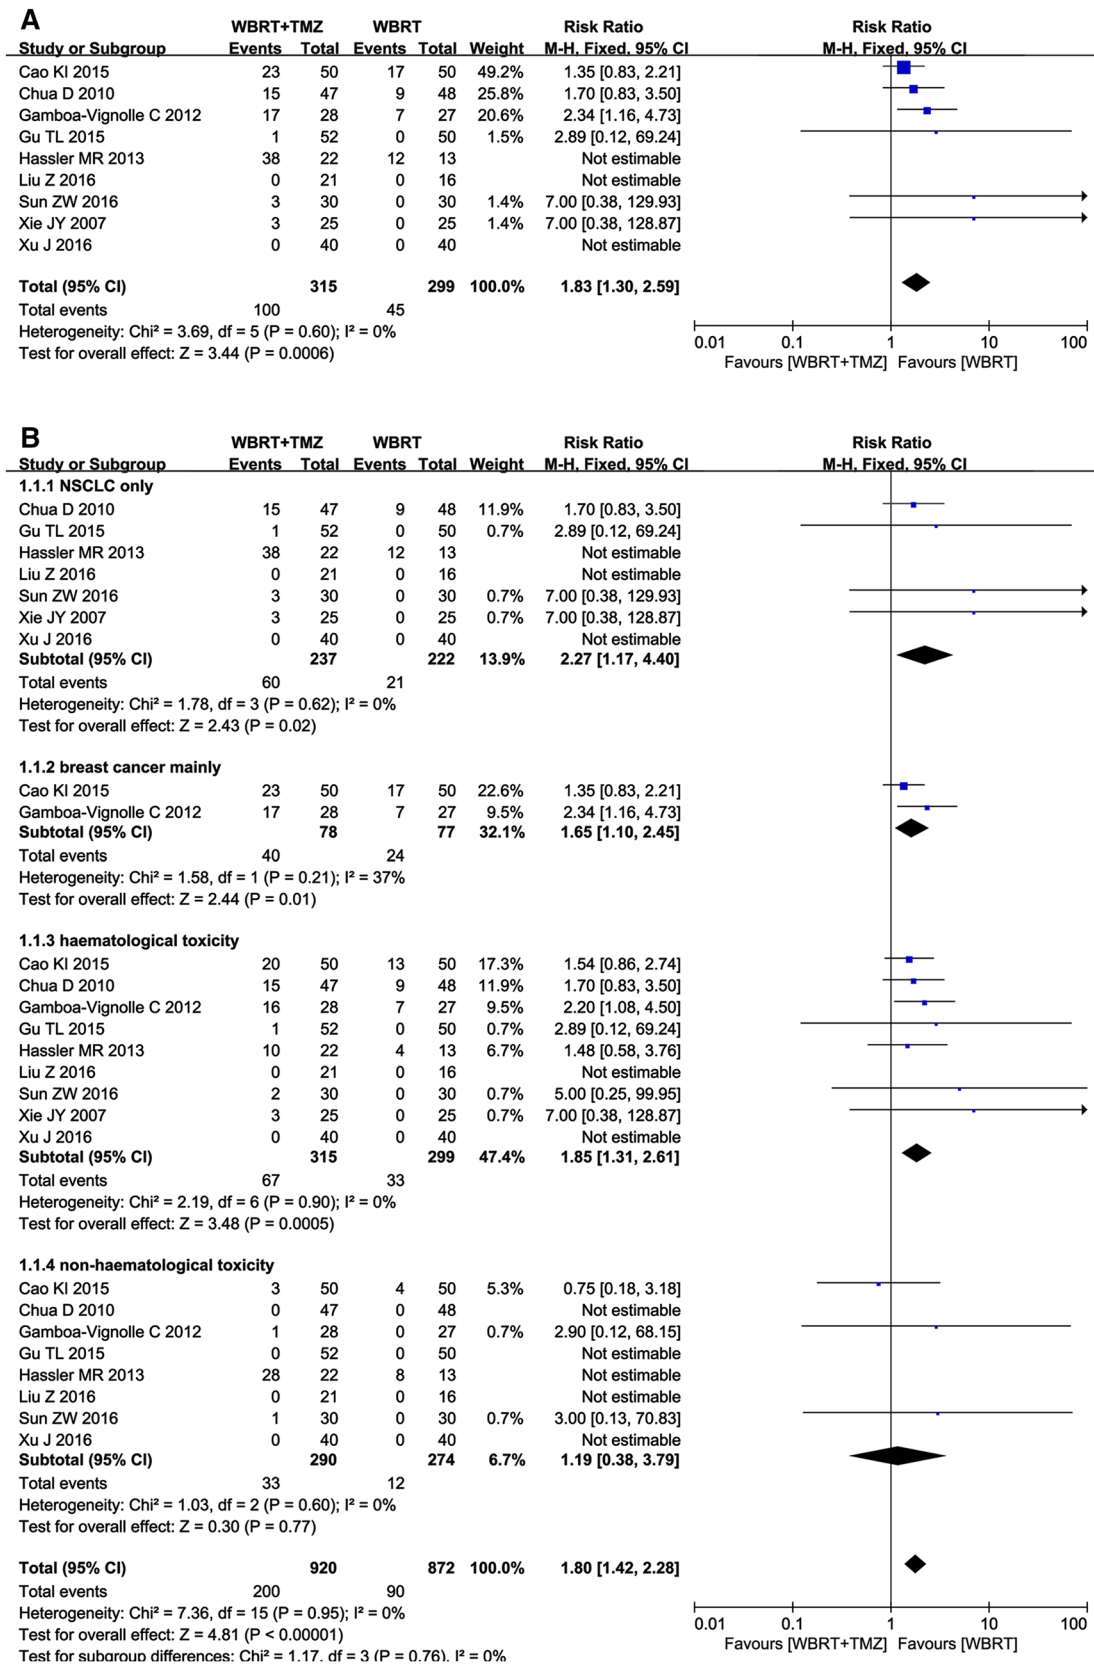 A
WBRT+TMZ WBRT Risk Ratio Risk Ratio
Study or Subgroup Events Total Events Total Weight M-H, Fixed, 95% CI M-H, Fixed, 95% CI
Cao KI 2015 23 50 17 50 49.2% 1.35 [0.83, 2.21]
Chua D 2010 15 47 9 48 25.8% 1.70 [0.83, 3.50]
Gamboa-Vignolle C 2012 17 28 7 27 20.6% 2.34 [1.16, 4.73]
Gu TL 2015 1 52 0 50 1.5% 2.89 [0.12, 69.24]
Hassler MR 2013 38 22 12 13 Not estimable
Liu Z 2016 0 21 0 16 Not estimable
Sun ZW 2016 3 30 0 30 1.4% 7.00 [0.38, 129.93]
Xie JY 2007 3 25 0 25 1.4% 7.00 [0.38, 128.87]
Xu J 2016 0 40 0 40 Not estimable
Total (95% CI) 315 299 100.0% 1.83 [1.30, 2.59]
Total events 100 45
Heterogeneity: Chi² = 3.69, df = 5 (P = 0.60); I² = 0%
Test for overall effect: Z = 3.44 (P = 0.0006)
0.01 0.1 1 10 100
Favours [WBRT+TMZ] Favours [WBRT]
B
WBRT+TMZ WBRT Risk Ratio Risk Ratio
Study or Subgroup Events Total Events Total Weight M-H, Fixed, 95% CI M-H, Fixed, 95% CI
1.1.1 NSCLC only
Chua D 2010 15 47 9 48 11.9% 1.70 [0.83, 3.50]
Gu TL 2015 1 52 0 50 0.7% 2.89 [0.12, 69.24]
Hassler MR 2013 38 22 12 13 Not estimable
Liu Z 2016 0 21 0 16 Not estimable
Sun ZW 2016 3 30 0 30 0.7% 7.00 [0.38, 129.93]
Xie JY 2007 3 25 0 25 0.7% 7.00 [0.38, 128.87]
Xu J 2016 0 40 0 40 Not estimable
Subtotal (95% CI) 237 222 13.9% 2.27 [1.17, 4.40]
Total events 60 21
Heterogeneity: Chi² = 1.78, df = 3 (P = 0.62); I² = 0%
Test for overall effect: Z = 2.43 (P = 0.02)
1.1.2 breast cancer mainly
Cao KI 2015 23 50 17 50 22.6% 1.35 [0.83, 2.21]
Gamboa-Vignolle C 2012 17 28 7 27 9.5% 2.34 [1.16, 4.73]
Subtotal (95% CI) 78 77 32.1% 1.65 [1.10, 2.45]
Total events 40 24
Heterogeneity: Chi² = 1.58, df = 1 (P = 0.21); I² = 37%
Test for overall effect: Z = 2.44 (P = 0.01)
1.1.3 haematological toxicity
Cao KI 2015 20 50 13 50 17.3% 1.54 [0.86, 2.74]
Chua D 2010 15 47 9 48 11.9% 1.70 [0.83, 3.50]
Gamboa-Vignolle C 2012 16 28 7 27 9.5% 2.20 [1.08, 4.50]
Gu TL 2015 1 52 0 50 0.7% 2.89 [0.12, 69.24]
Hassler MR 2013 10 22 4 13 6.7% 1.48 [0.58, 3.76]
Liu Z 2016 0 21 0 16 Not estimable
Sun ZW 2016 2 30 0 30 0.7% 5.00 [0.25, 99.95]
Xie JY 2007 3 25 0 25 0.7% 7.00 [0.38, 128.87]
Xu J 2016 0 40 0 40 Not estimable
Subtotal (95% CI) 315 299 47.4% 1.85 [1.31, 2.61]
Total events 67 33
Heterogeneity: Chi² = 2.19, df = 6 (P = 0.90); I² = 0%
Test for overall effect: Z = 3.48 (P = 0.0005)
1.1.4 non-haematological toxicity
Cao KI 2015 3 50 4 50 5.3% 0.75 [0.18, 3.18]
Chua D 2010 0 47 0 48 Not estimable
Gamboa-Vignolle C 2012 1 28 0 27 0.7% 2.90 [0.12, 68.15]
Gu TL 2015 0 52 0 50 Not estimable
Hassler MR 2013 28 22 8 13 Not estimable
Liu Z 2016 0 21 0 16 Not estimable
Sun ZW 2016 1 30 0 30 0.7% 3.00 [0.13, 70.83]
Xu J 2016 0 40 0 40 Not estimable
Subtotal (95% CI) 290 274 6.7% 1.19 [0.38, 3.79]
Total events 33 12
Heterogeneity: Chi² = 1.03, df = 2 (P = 0.60); I² = 0%
Test for overall effect: Z = 0.30 (P = 0.77)
Total (95% CI) 920 872 100.0% 1.80 [1.42, 2.28]
Total events 200 90
Heterogeneity: Chi² = 7.36, df = 15 (P = 0.95); I² = 0%
Test for overall effect: Z = 4.81 (P < 0.00001)
Test for subgroup differences: Chi² = 1.17, df = 3 (P = 0.76), I² = 0%
0.01 0.1 1 10 100
Favours [WBRT+TMZ] Favours [WBRT]